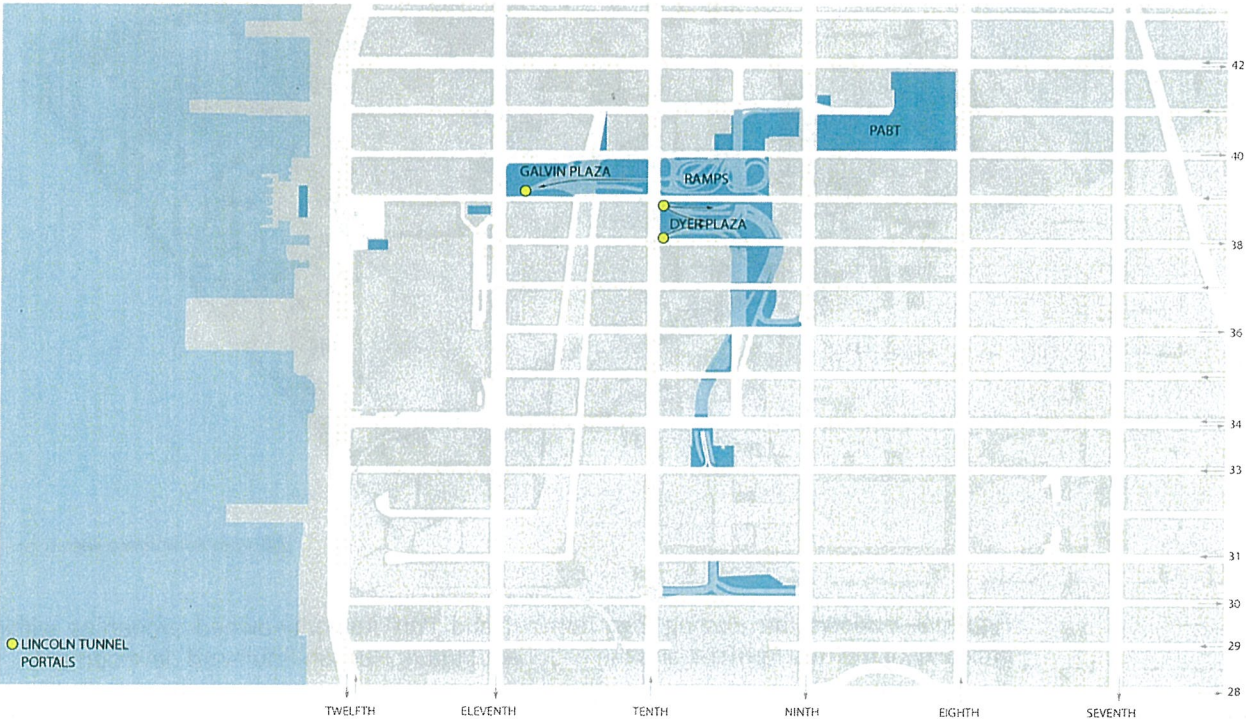 42
PABT
40
GALVIN PLAZA
RAMPS
DYER PLAZA
38
36
34
33
31
30
29
28
LINCOLN TUNNEL
PORTALS
TWELFTH
ELEVENTH
TENTH
NINTH
EIGHTH
SEVENTH